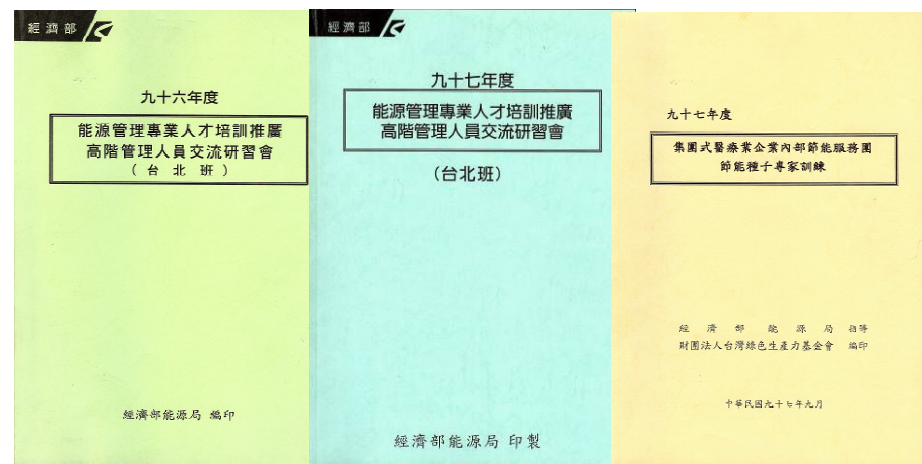 經濟部
九十六年度
能源管理專業人才培訓推廣
高階管理人員交流研習會
(台北班)
經濟部能源局 編印
經濟部
九十七年度
能源管理專業人才培訓推廣
高階管理人員交流研習會
(台北班)
經濟部能源局 印製
九十七年度
集團式醫療業企業內部節能服務團
節能種子專家訓練
經濟部能源局 指導
財團法人台灣綠色生產力基金會 編印
中華民國九十七年九月